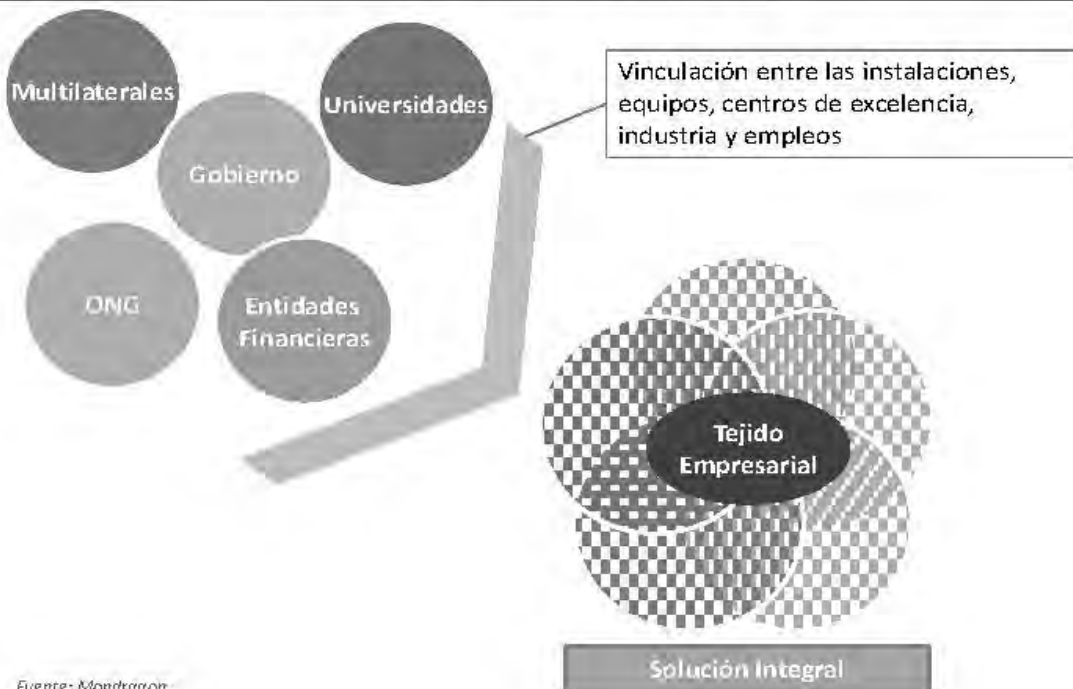 Multilaterales
Universidades
Gobierno
ONG
Entidades
Financieras
Vinculación entre las instalaciones,
equipos, centros de excelencia,
industria y empleos
Tejido
Empresarial
Solución Integral
Fuente: Mondragon